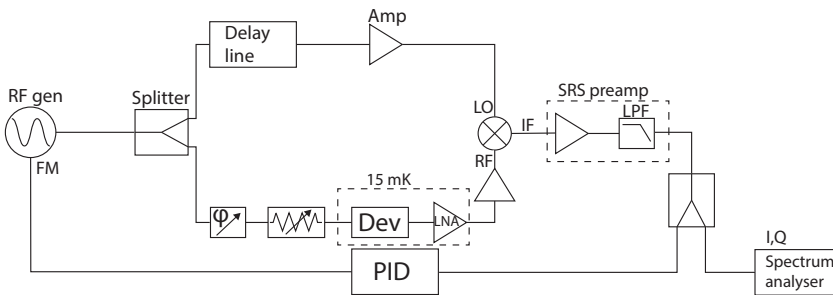 Amp
Delay
line
RF gen
Splitter
SRS preamp
LPF
LO
IF
RF
FM
15 mK
φ
Dev
LNA
PID
I,Q
Spectrum
analyser